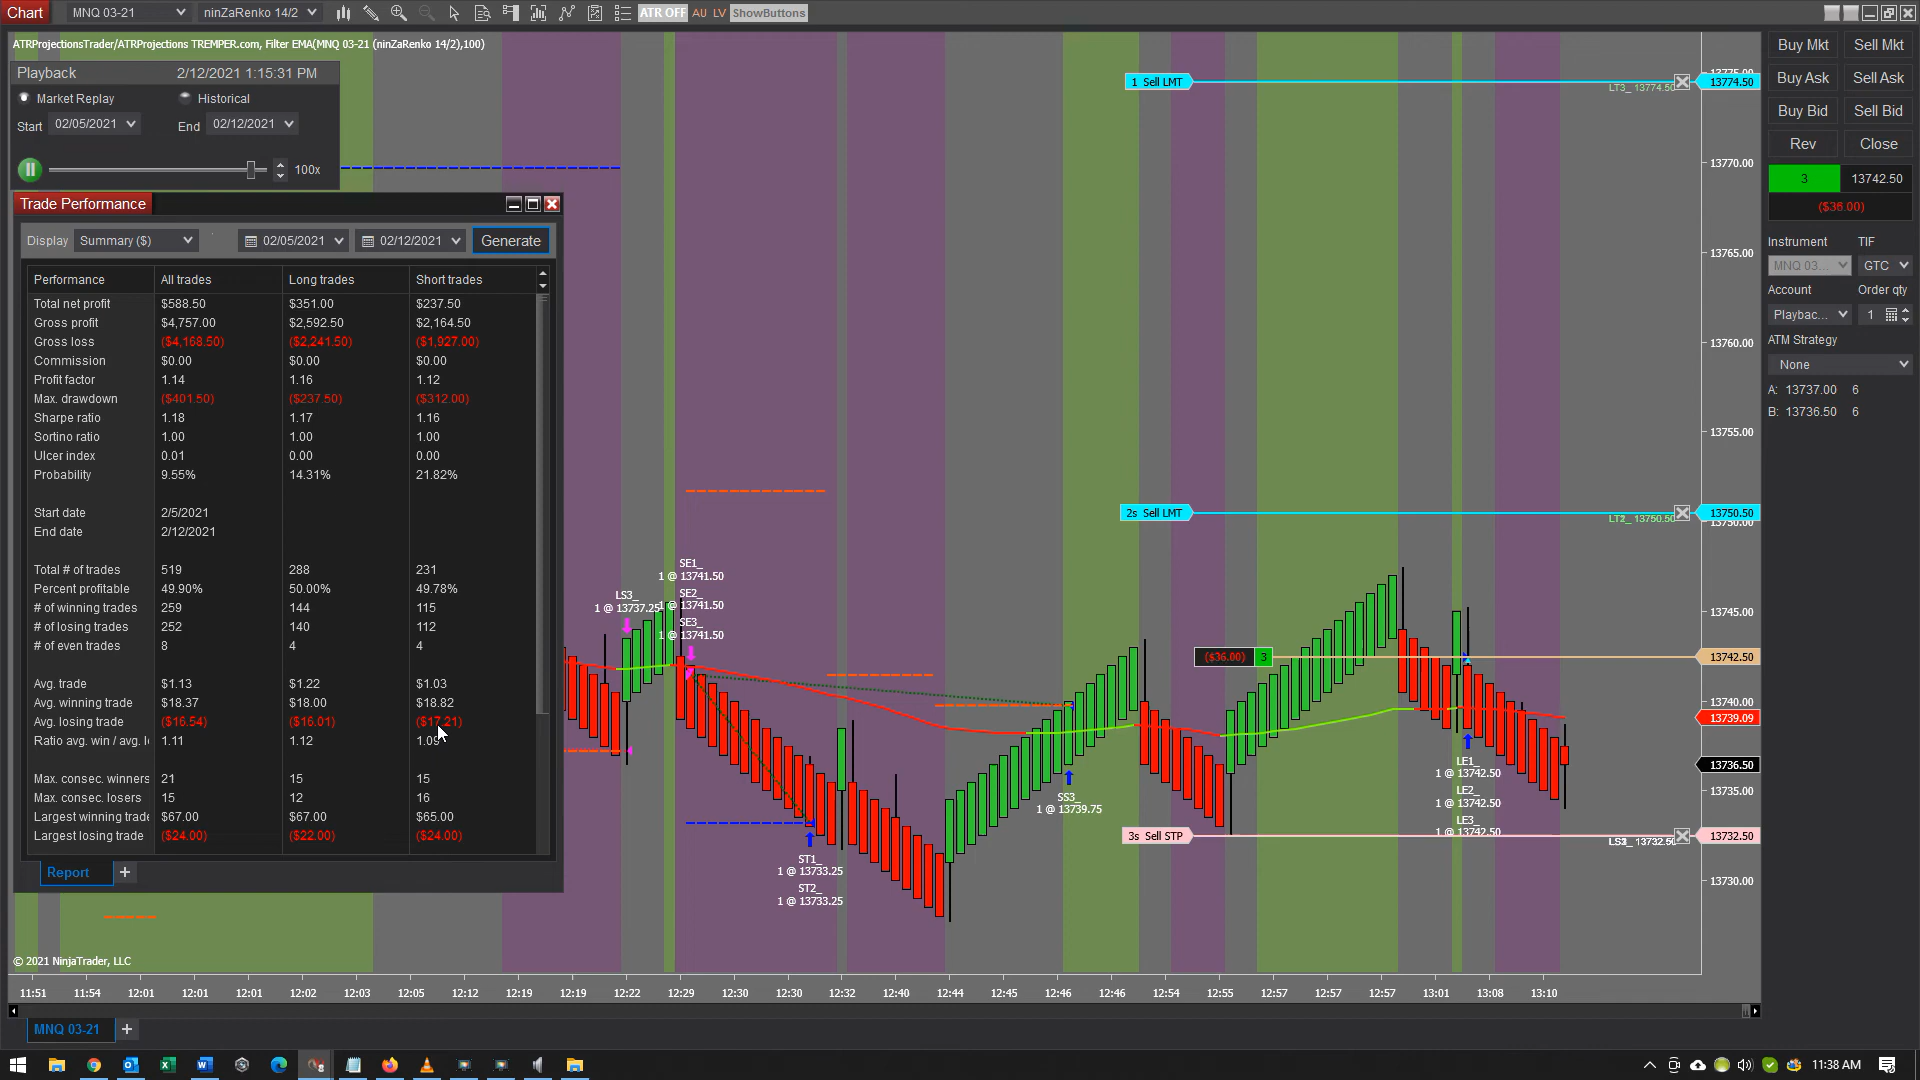 Chart MNQ 03-21 ninZaRenko 14/2 ATR OFF AU LV ShowButtons
ATRProjectionsTrader/ATRProjections TREMPER.com, Filter EMA(MNQ 03-21 (ninZaRenko 14/2),100)
Playback 2/12/2021 1:15:31 PM
Market Replay Historical
Start 02/05/2021 End 02/12/2021
100x
Trade Performance
Display Summary ($) 02/05/2021 02/12/2021 Generate
Performance All trades Long trades Short trades
Total net profit $588.50 $351.00 $237.50
Gross profit $4,757.00 $2,592.50 $2,164.50
Gross loss ($4,168.50) ($2,241.50) ($1,927.00)
Commission $0.00 $0.00 $0.00
Profit factor 1.14 1.16 1.12
Max. drawdown ($401.50) ($237.50) ($312.00)
Sharpe ratio 1.18 1.17 1.16
Sortino ratio 1.00 1.00 1.00
Ulcer index 0.01 0.00 0.00
Probability 9.55% 14.31% 21.82%
Start date 2/5/2021
End date 2/12/2021
Total # of trades 519 288 231
Percent profitable 49.90% 50.00% 49.78%
# of winning trades 259 144 115
# of losing trades 252 140 112
# of even trades 8 4 4
Avg. trade $1.13 $1.22 $1.03
Avg. winning trade $18.37 $18.00 $18.82
Avg. losing trade ($16.54) ($16.01) ($17.21)
Ratio avg. win / avg. l 1.11 1.12 1.09
Max. consec. winners 21 15 15
Max. consec. losers 15 12 16
Largest winning trade $67.00 $67.00 $65.00
Largest losing trade ($24.00) ($22.00) ($24.00)
Report +
© 2021 NinjaTrader, LLC
1 Sell LMT
LT3_ 13774.50
2s Sell LMT
LT2_ 13750.50
($36.00) 3
3s Sell STP
LS3_
1 @ 13737.25
SE1_
1 @ 13741.50
SE2_
1 @ 13741.50
SE3_
1 @ 13741.50
ST1_
1 @ 13733.25
ST2_
1 @ 13733.25
SS3_
1 @ 13739.75
LE1_
1 @ 13742.50
LE2_
1 @ 13742.50
LE3_
1 @ 13742.50
13775.00
13774.50
13770.00
13765.00
13760.00
13755.00
13750.50
13750.00
13745.00
13742.50
13740.00
13739.09
13736.50
13735.00
13732.50
13730.00
11:51 11:54 12:01 12:01 12:01 12:02 12:03 12:05 12:12 12:19 12:19 12:22 12:29 12:30 12:30 12:32 12:40 12:44 12:45 12:46 12:46 12:54 12:55 12:57 12:57 12:57 13:01 13:08 13:10
MNQ 03-21 +
Buy Mkt Sell Mkt
Buy Ask Sell Ask
Buy Bid Sell Bid
Rev Close
3 13742.50
($36.00)
Instrument TIF
MNQ 03... GTC
Account Order qty
Playbac... 1
ATM Strategy
None
A: 13737.00 6
B: 13736.50 6
11:38 AM